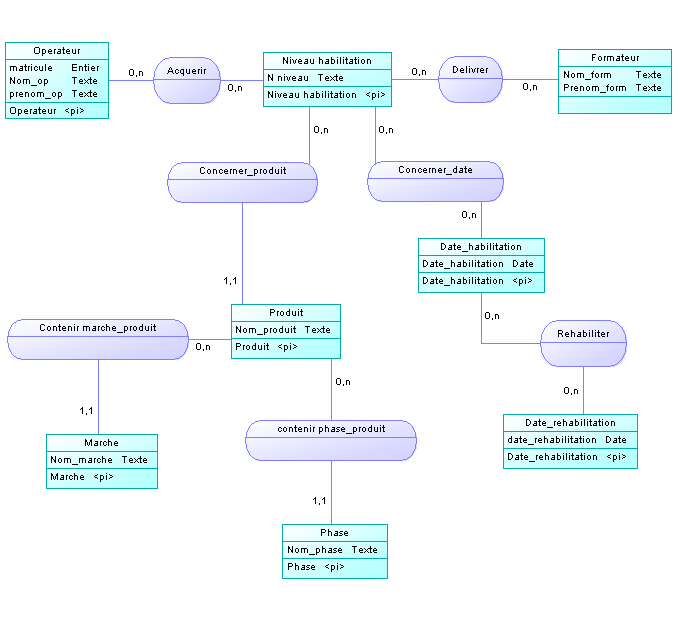 Operateur
matricule Entier
Nom_op Texte
prenom_op Texte
Operateur <pi>
0,n
Acquerir
0,n
Niveau habilitation
N niveau Texte
Niveau habilitation <pi>
0,n
Delivrer
0,n
Formateur
Nom_form Texte
Prenom_form Texte
0,n
0,n
Concerner_produit
Concerner_date
0,n
Date_habilitation
Date_habilitation Date
Date_habilitation <pi>
1,1
Produit
Nom_produit Texte
Produit <pi>
0,n
Contenir marche_produit
0,n
Rehabiliter
0,n
0,n
1,1
contenir phase_produit
Date_rehabilitation
date_rehabilitation Date
Date_rehabilitation <pi>
Marche
Nom_marche Texte
Marche <pi>
1,1
Phase
Nom_phase Texte
Phase <pi>